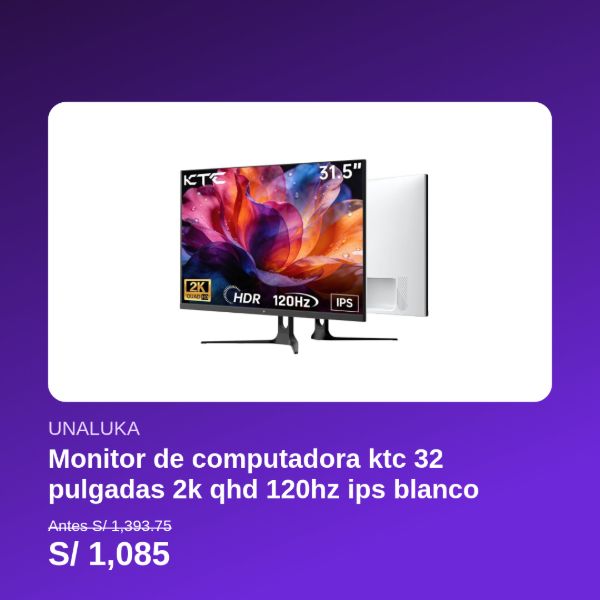 KTC
31.5"
2K
QUAD HD
HDR
120Hz
IPS
UNALUKA
Monitor de computadora ktc 32
pulgadas 2k qhd 120hz ips blanco
Antes S/ 1,393.75
S/ 1,085